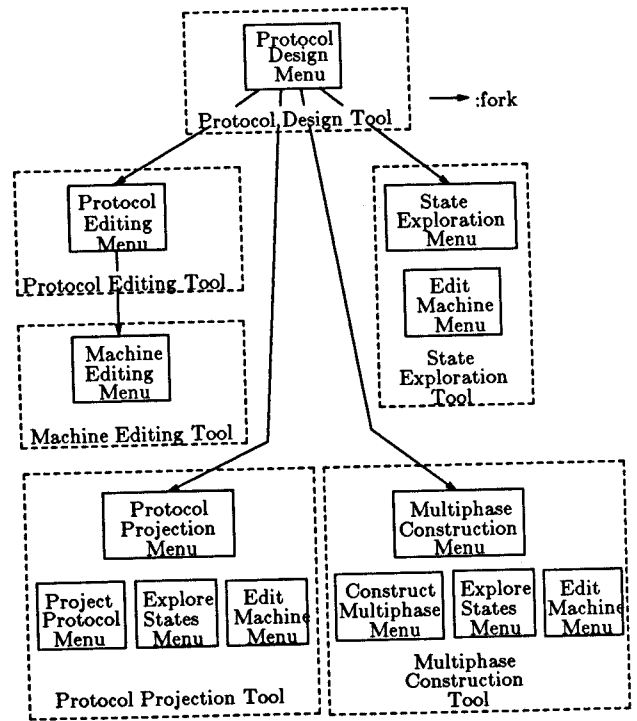 Protocol
Design
Menu
:fork
Protocol Design Tool
Protocol
Editing
Menu
Protocol Editing Tool
State
Exploration
Menu
Edit
Machine
Menu
State
Exploration
Tool
Machine
Editing
Menu
Machine Editing Tool
Protocol
Projection
Menu
Project
Protocol
Menu
Explore
States
Menu
Edit
Machine
Menu
Protocol Projection Tool
Multiphase
Construction
Menu
Construct
Multiphase
Menu
Explore
States
Menu
Edit
Machine
Menu
Multiphase
Construction
Tool